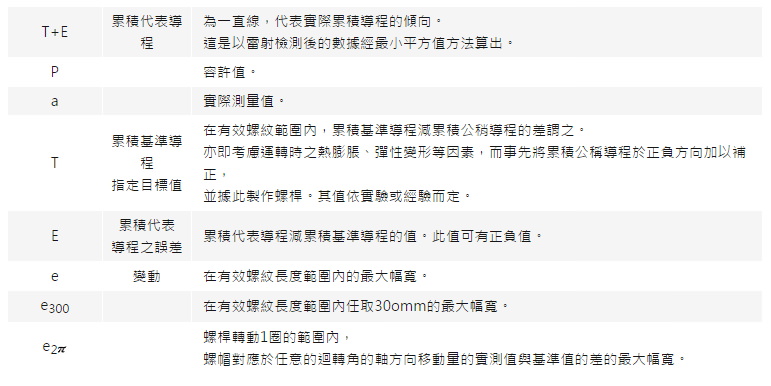 T+E
累積代表導
程
為一直線，代表實際累積導程的傾向。
這是以雷射檢測後的數據經最小平方值方法算出。
P
容許值。
a
實際測量值。
T
累積基準導
程
指定目標值
在有效螺紋範圍內，累積基準導程減累積公稍導程的差謂之。
亦即考慮運轉時之熱膨脹、彈性變形等因素，而事先將累積公稱導程於正負方向加以補
正，
並據此製作螺桿。其值依實驗或經驗而定。
E
累積代表
導程之誤差
累積代表導程減累積基準導程的值。此值可有正負值。
e
變動
在有效螺紋長度範圍內的最大幅寬。
e300
在有效螺紋長度範圍內任取30omm的最大幅寬。
e2π
螺桿轉動1圈的範圍內，
螺帽對應於任意的迴轉角的軸方向移動量的實測值與基準值的差的最大幅寬。